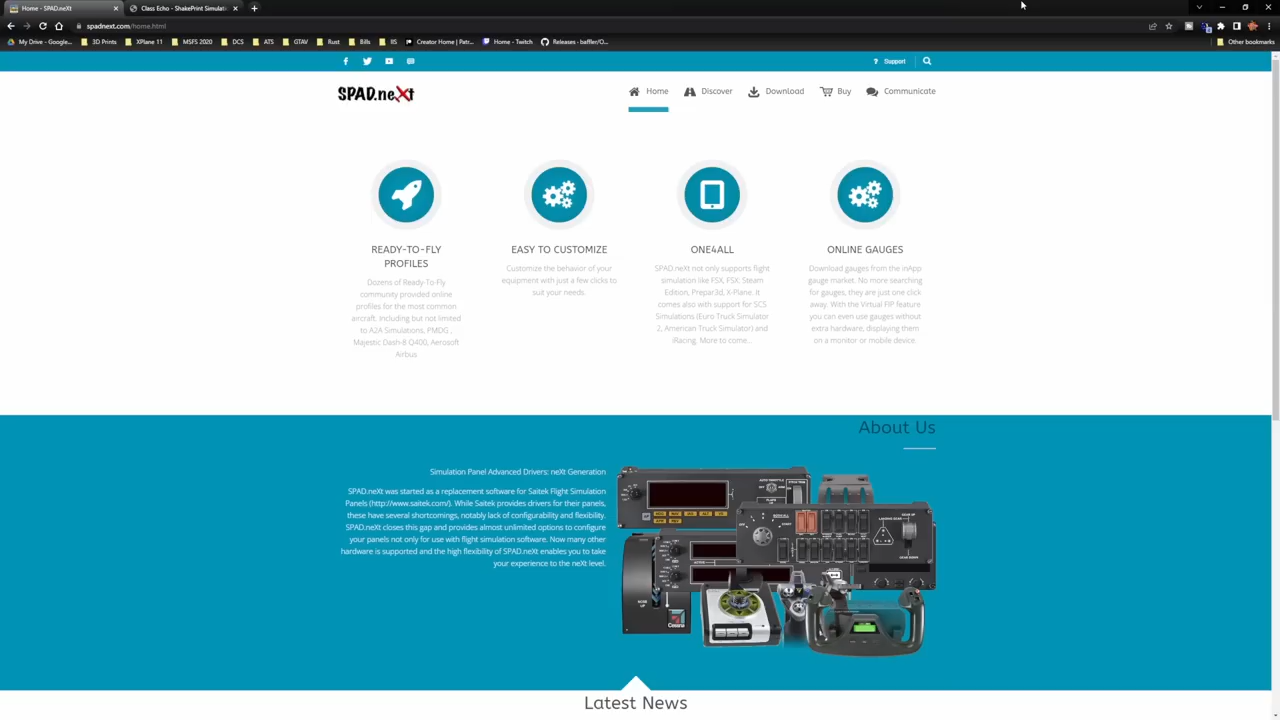 Home - SPAD.neXt
Class Echo - ShakePrint Simulat
spadnext.com/home.html
My Drive - Google...
3D Prints
XPlane 11
MSFS 2020
DCS
ATS
GTAV
Rust
Bills
IIS
Creator Home | Patr...
Home - Twitch
Releases · baffler/O...
Other bookmarks
? Support
SPAD.neXt
Home
Discover
Download
Buy
Communicate
READY-TO-FLY
PROFILES
Dozens of Ready-To-Fly
community provided online
profiles for the most common
aircraft. Including but not limited
to A2A Simulations, PMDG ,
Majestic Dash-8 Q400, Aerosoft
Airbus
EASY TO CUSTOMIZE
Customize the behavior of your
equipment with just a few clicks to
suit your needs.
ONE4ALL
SPAD.neXt not only supports flight
simulation like FSX, FSX: Steam
Edition, Prepar3d, X-Plane. It
comes also with support for SCS
Simulations (Euro Truck Simulator
2, American Truck Simulator) and
iRacing. More to come...
ONLINE GAUGES
Download gauges from the inApp
gauge market. No more searching
for gauges, they are just one click
away. With the Virtual FIP feature
you can even use gauges without
extra hardware, displaying them
on a monitor or mobile device.
About Us
Simulation Panel Advanced Drivers: neXt Generation
SPAD.neXt was started as a replacement software for Saitek Flight Simulation
Panels (http://www.saitek.com/). While Saitek provides drivers for their panels,
these have several shortcomings, notably lack of configurability and flexibility.
SPAD.neXt closes this gap and provides almost unlimited options to configure
your panels not only for use with flight simulation software. Now many other
hardware is supported and the high flexibility of SPAD.neXt enables you to take
your experience to the neXt level.
AUTO THROTTLE
LANDING GEAR
GEAR UP
GEAR DOWN
Cessna
Latest News